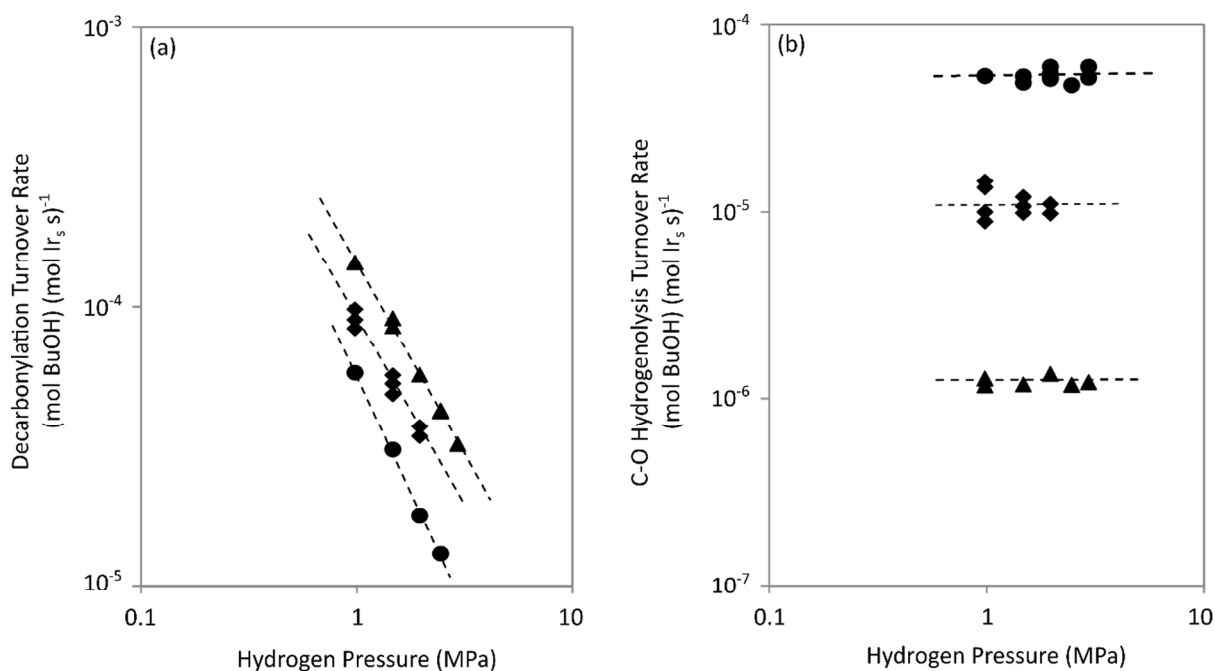 (a)
10⁻³
10⁻⁴
10⁻⁵
0.1
1
10
Hydrogen Pressure (MPa)
Decarbonylation Turnover Rate
(mol BuOH) (mol Irₛ s)⁻¹
(b)
10⁻⁴
10⁻⁵
10⁻⁶
10⁻⁷
0.1
1
10
Hydrogen Pressure (MPa)
C-O Hydrogenolysis Turnover Rate
(mol BuOH) (mol Irₛ s)⁻¹